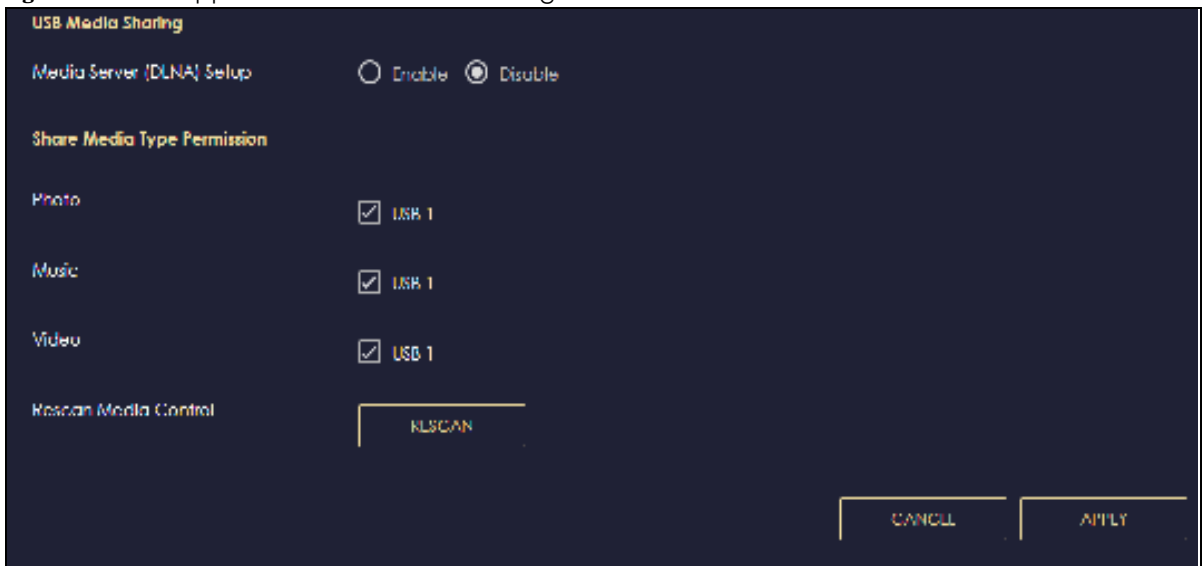 USB Media Sharing
Media Server (DLNA) Setup Enable Disable
Share Media Type Permission
Photo
USB 1
Music
USB 1
Video
USB 1
Rescan Media Control
RESCAN
CANCEL APPLY